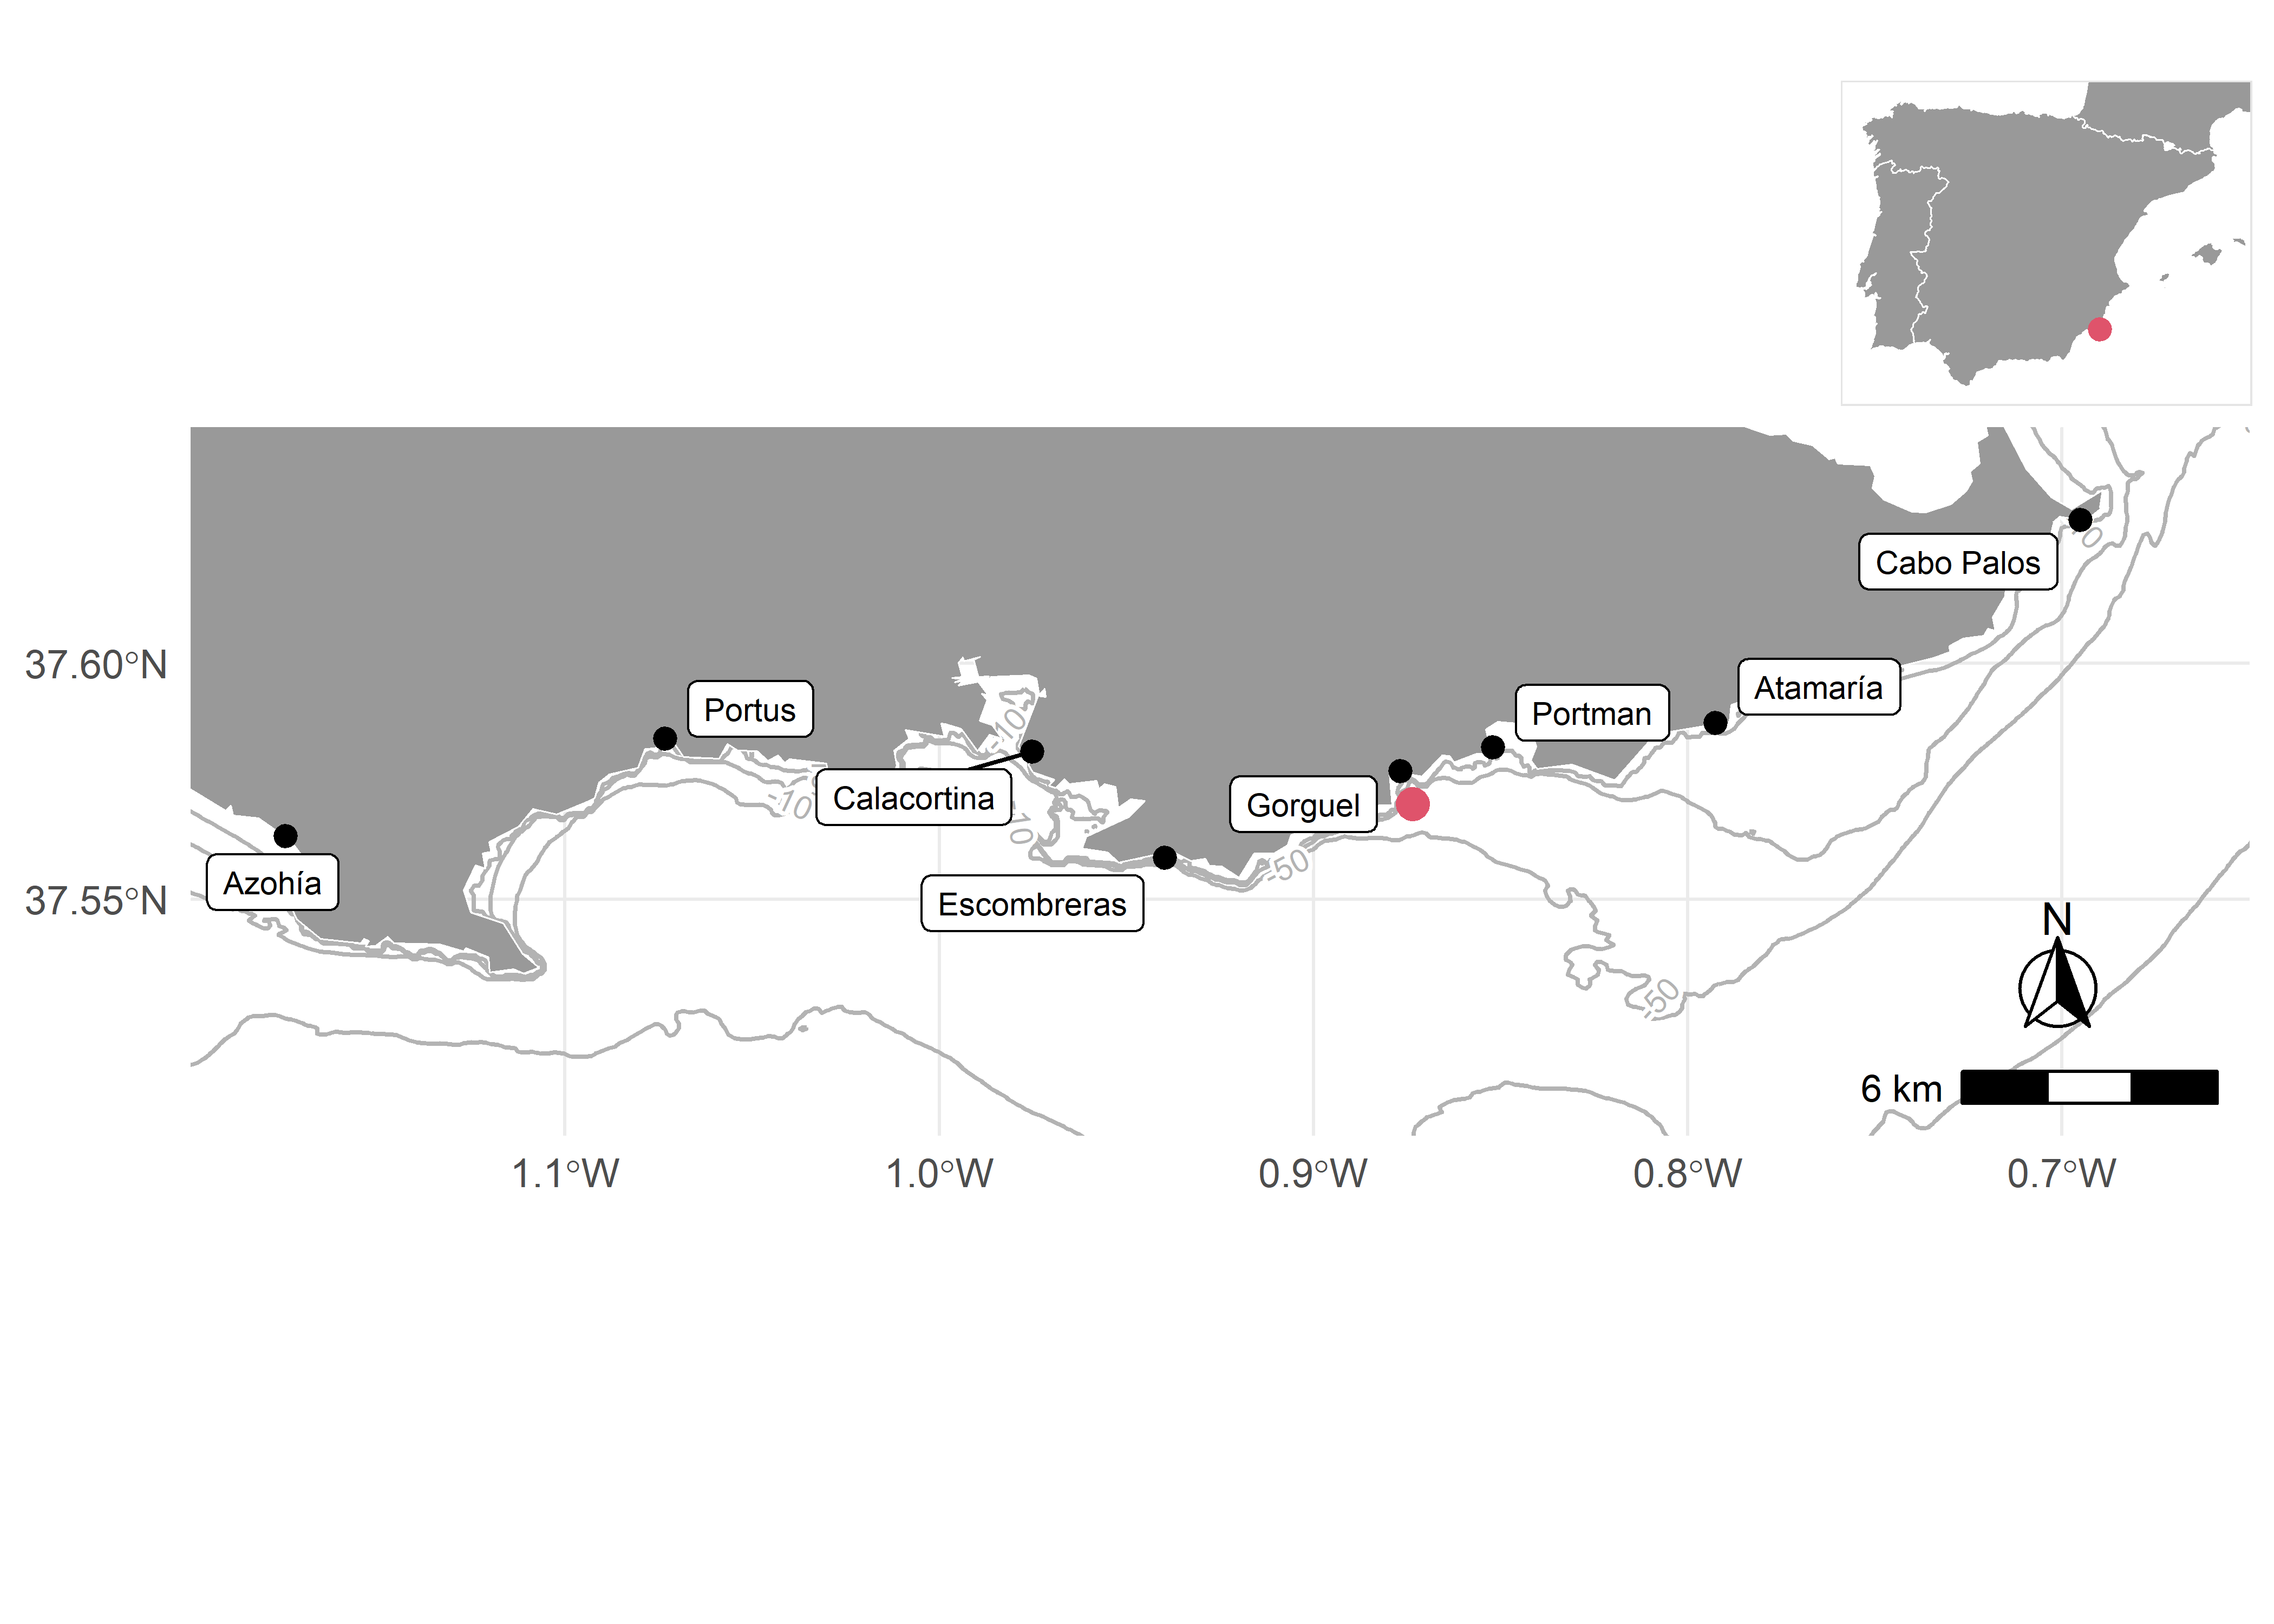 Cabo Palos
-10
37.60°N
Atamaría
Portus
Portman
-10
-10
Calacortina
Gorguel
10
-50
Azohía
37.55°N
Escombreras
N
-50
6 km
1.1°W
1.0°W
0.9°W
0.8°W
0.7°W